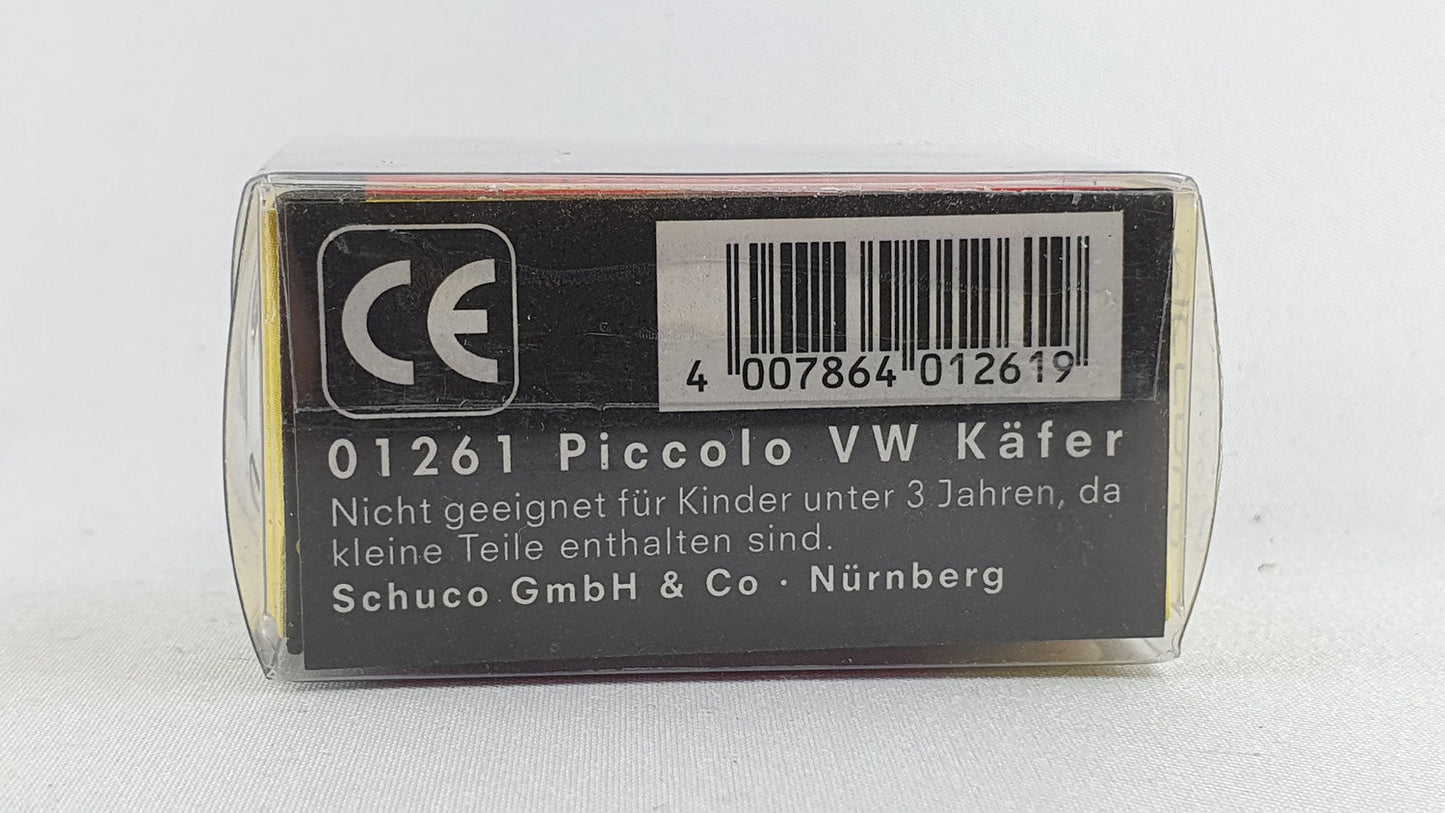 CE
4 007864 012619
01261 Piccolo VW Käfer
Nicht geeignet für Kinder unter 3 Jahren, da
kleine Teile enthalten sind.
Schuco GmbH & Co · Nürnberg